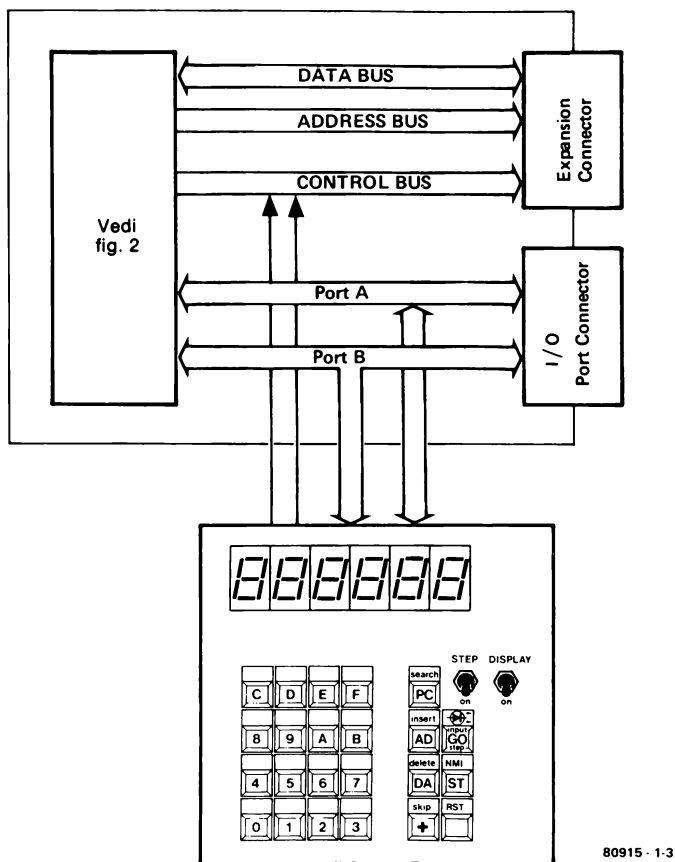 DATA BUS
ADDRESS BUS
CONTROL BUS
Expansion
Connector
Vedi
fig. 2
Port A
Port B
I/O
Port Connector
STEP DISPLAY
on on
search
PC
C D E F
insert
AD
input
GO
step
8 9 A B
delete NMI
DA ST
4 5 6 7
skip RST
+
0 1 2 3
80915 - 1-3